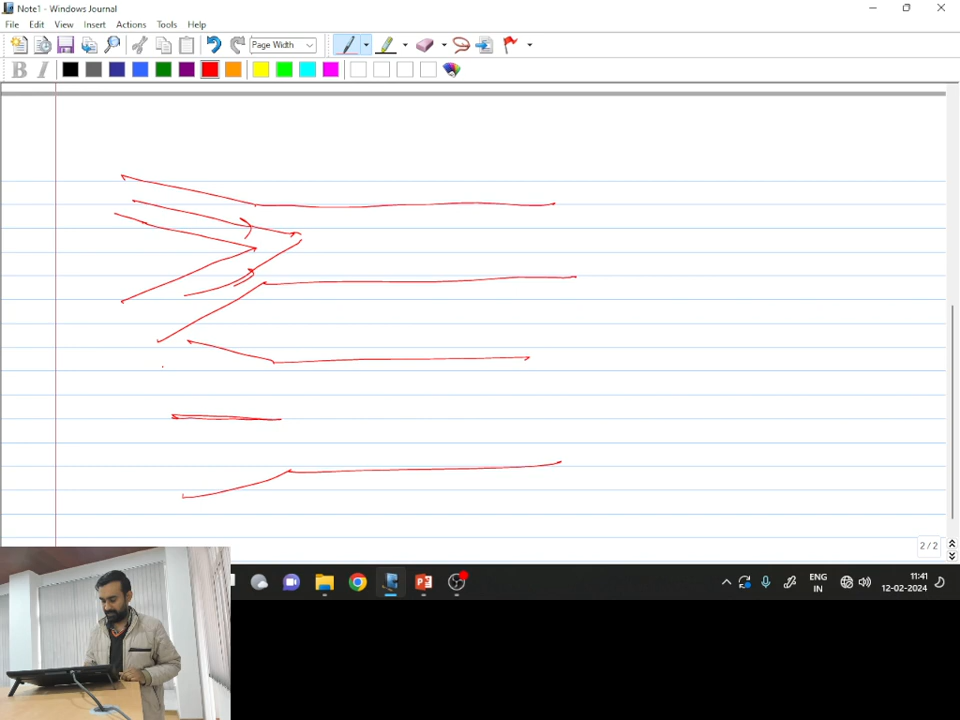 Note1 - Windows Journal
File Edit View Insert Actions Tools Help
Page Width
B I
2 / 2
ENG
IN
11:41
12-02-2024